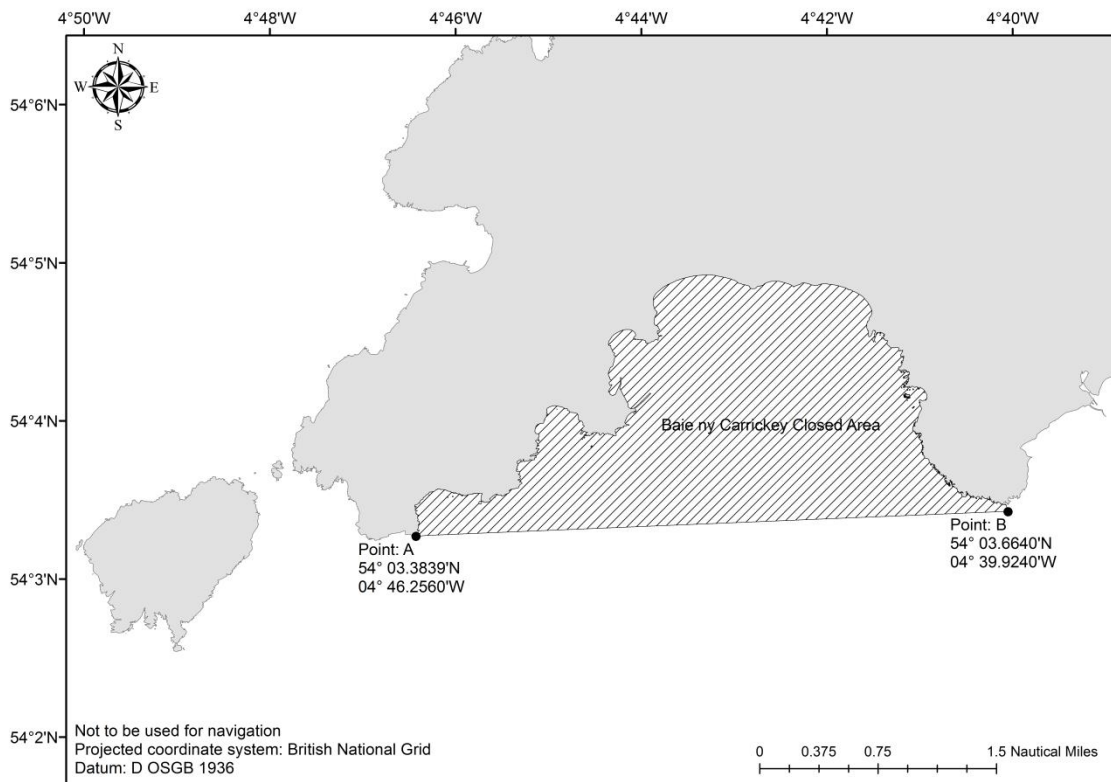 4°50'W 4°48'W 4°46'W 4°44'W 4°42'W 4°40'W
N
W E
S
54°6'N
54°5'N
54°4'N
Baie ny Carrickey Closed Area
54°3'N
Point: A
54° 03.3839'N
04° 46.2560'W
Point: B
54° 03.6640'N
04° 39.9240'W
54°2'N
Not to be used for navigation
Projected coordinate system: British National Grid
Datum: D OSGB 1936
0 0.375 0.75 1.5 Nautical Miles